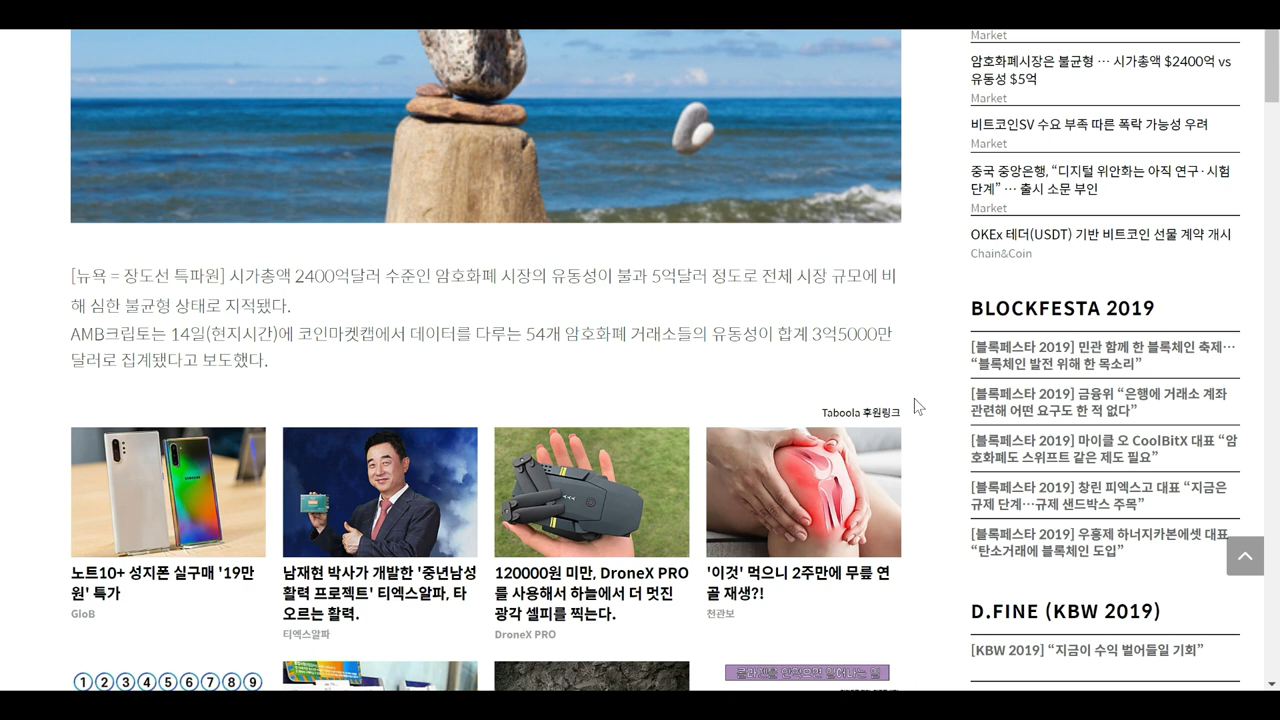 [뉴욕 = 장도선 특파원] 시가총액 2400억달러 수준인 암호화폐 시장의 유동성이 불과 5억달러 정도로 전체 시장 규모에 비
해 심한 불균형 상태로 지적됐다.
AMB크립토는 14일(현지시간)에 코인마켓캡에서 데이터를 다루는 54개 암호화폐 거래소들의 유동성이 합계 3억5000만
달러로 집계됐다고 보도했다.
Taboola 후원링크
노트10+ 성지폰 실구매 '19만
원' 특가
GloB
남재현 박사가 개발한 '중년남성
활력 프로젝트' 티엑스알파, 타
오르는 활력.
티엑스알파
120000원 미만, DroneX PRO
를 사용해서 하늘에서 더 멋진
광각 셀피를 찍는다.
DroneX PRO
'이것' 먹으니 2주만에 무릎 연
골 재생?!
천관보
1 2 3 4 5 6 7 8 9
Market
암호화폐시장은 불균형 … 시가총액 $2400억 vs
유동성 $5억
Market
비트코인SV 수요 부족 따른 폭락 가능성 우려
Market
중국 중앙은행, “디지털 위안화는 아직 연구·시험
단계” … 출시 소문 부인
Market
OKEx 테더(USDT) 기반 비트코인 선물 계약 개시
Chain&Coin
BLOCKFESTA 2019
[블록페스타 2019] 민관 함께 한 블록체인 축제…
“블록체인 발전 위해 한 목소리”
[블록페스타 2019] 금융위 “은행에 거래소 계좌
관련해 어떤 요구도 한 적 없다”
[블록페스타 2019] 마이클 오 CoolBitX 대표 “암
호화폐도 스위프트 같은 제도 필요”
[블록페스타 2019] 창린 피엑스고 대표 “지금은
규제 단계…규제 샌드박스 주목”
[블록페스타 2019] 우홍제 하너지카본에셋 대표
“탄소거래에 블록체인 도입”
D.FINE (KBW 2019)
[KBW 2019] “지금이 수익 벌어들일 기회”